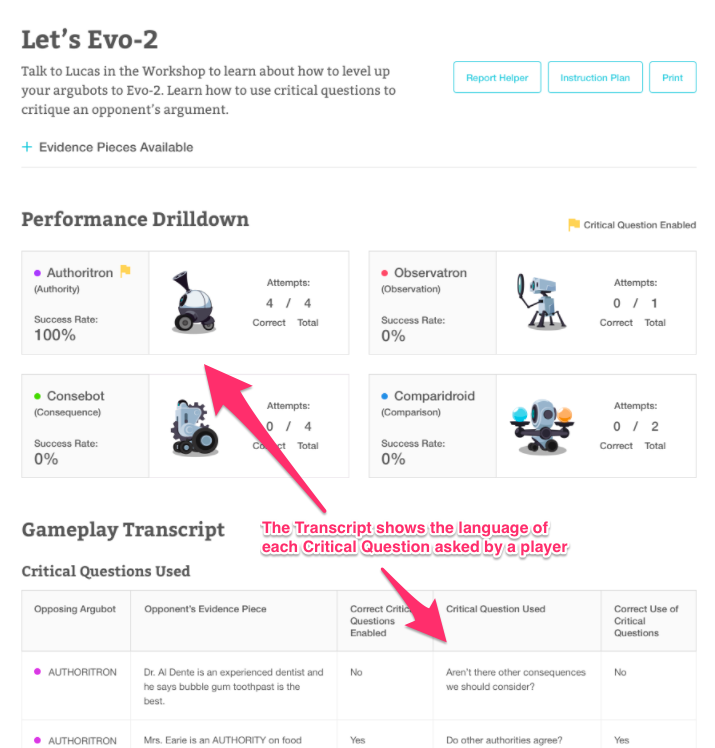 Let's Evo-2
Talk to Lucas in the Workshop to learn about how to level up
your argubots to Evo-2. Learn how to use critical questions to
critique an opponent's argument.
Report Helper
Instruction Plan
Print
+ Evidence Pieces Available
Performance Drilldown
Critical Question Enabled
Authoritron
(Authority)
Success Rate:
100%
Attempts:
4 / 4
Correct Total
Observatron
(Observation)
Success Rate:
0%
Attempts:
0 / 1
Correct Total
Consebot
(Consequence)
Success Rate:
0%
Attempts:
0 / 4
Correct Total
Comparidroid
(Comparison)
Success Rate:
0%
Attempts:
0 / 2
Correct Total
Gameplay Transcript
The Transcript shows the language of
each Critical Question asked by a player
Critical Questions Used
Opposing Argubot
Opponent's Evidence Piece
Correct Critical
Questions
Enabled
Critical Question Used
Correct Use of
Critical
Questions
AUTHORITRON
Dr. Al Dente is an experienced dentist and
he says bubble gum toothpast is the
best.
No
Aren't there other consequences
we should consider?
No
AUTHORITRON
Mrs. Earie is an AUTHORITY on food
Yes
Do other authorities agree?
Yes